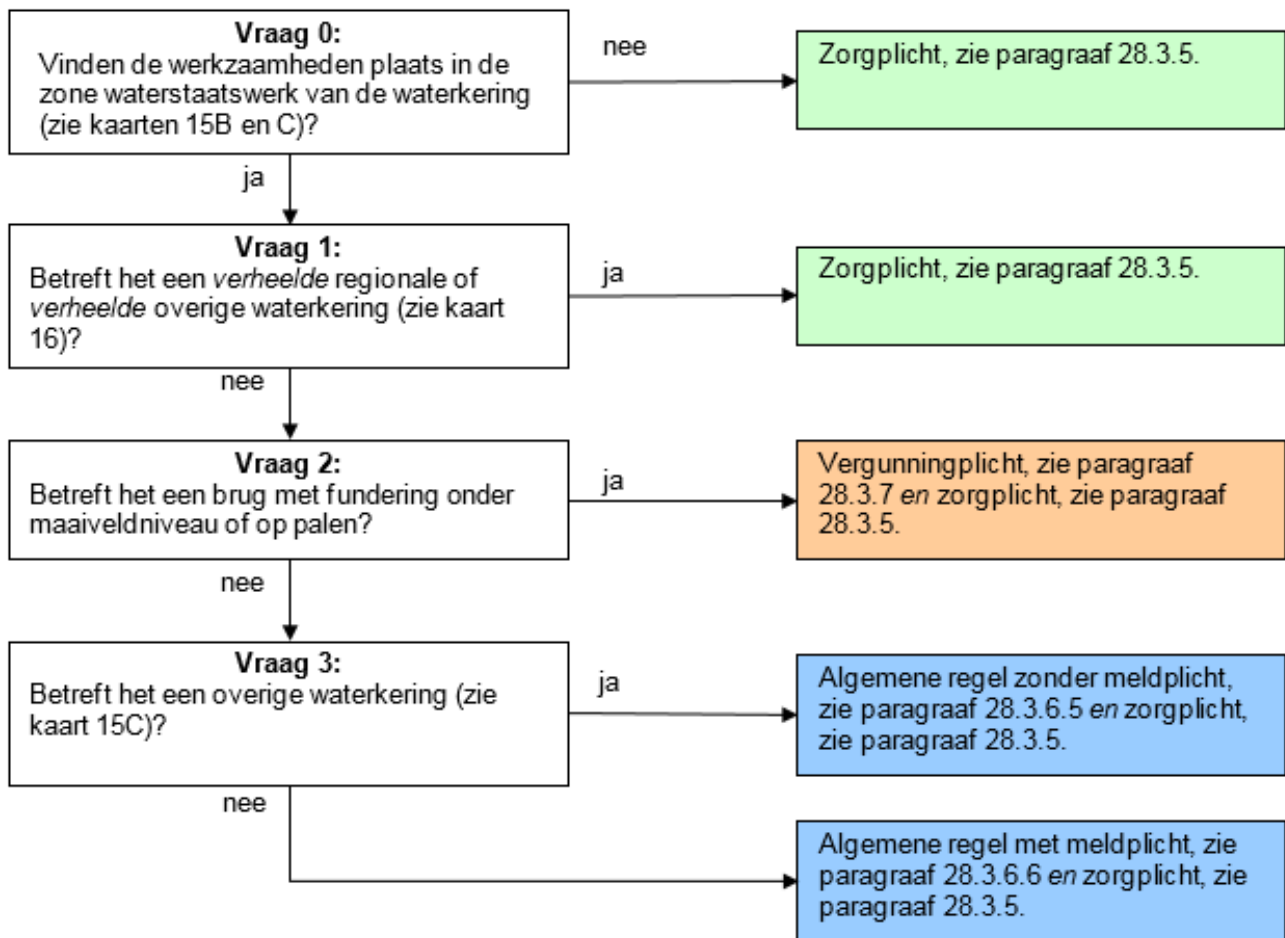 Vraag 0:
Vinden de werkzaamheden plaats in de
zone waterstaatswerk van de waterkering
(zie kaarten 15B en C)?
nee
Zorgplicht, zie paragraaf 28.3.5.
ja
Vraag 1:
Betreft het een verheelde regionale of
verheelde overige waterkering (zie kaart
16)?
ja
Zorgplicht, zie paragraaf 28.3.5.
nee
Vraag 2:
Betreft het een brug met fundering onder
maaiveldniveau of op palen?
ja
Vergunningplicht, zie paragraaf
28.3.7 en zorgplicht, zie paragraaf
28.3.5.
nee
Vraag 3:
Betreft het een overige waterkering (zie
kaart 15C)?
ja
Algemene regel zonder meldplicht,
zie paragraaf 28.3.6.5 en zorgplicht,
zie paragraaf 28.3.5.
nee
Algemene regel met meldplicht, zie
paragraaf 28.3.6.6 en zorgplicht, zie
paragraaf 28.3.5.